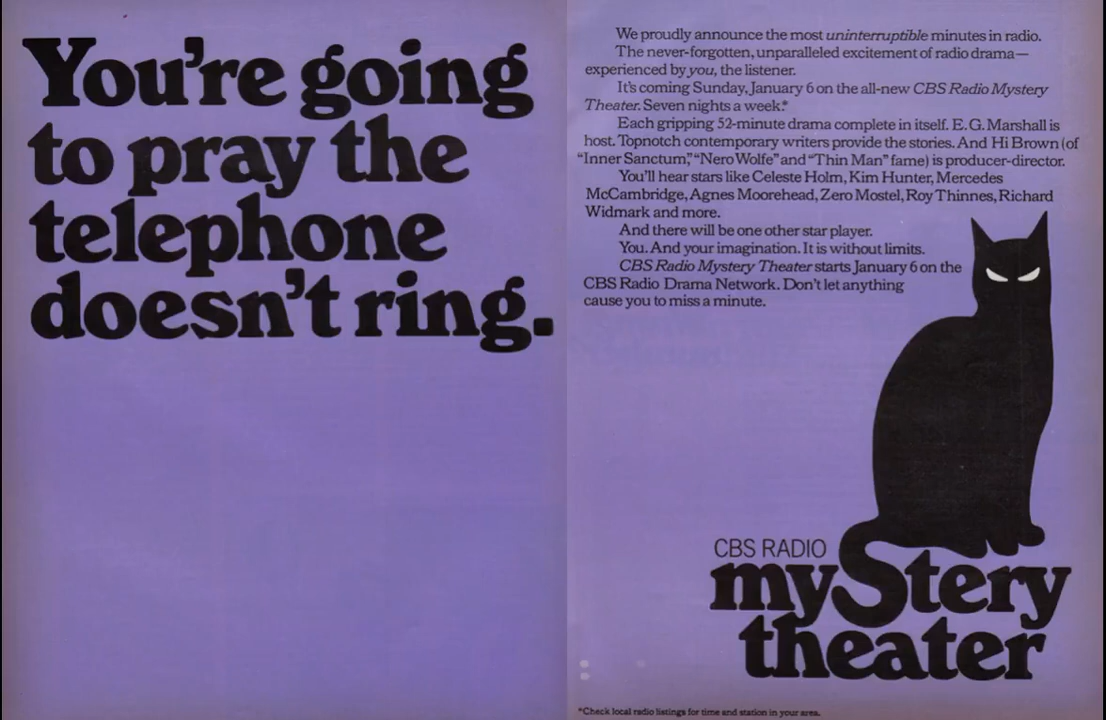 You're going
to pray the
telephone
doesn't ring.
We proudly announce the most uninterruptible minutes in radio.
The never-forgotten, unparalleled excitement of radio drama—
experienced by you, the listener.
It's coming Sunday, January 6 on the all-new CBS Radio Mystery
Theater. Seven nights a week.*
Each gripping 52-minute drama complete in itself. E. G. Marshall is
host. Topnotch contemporary writers provide the stories. And Hi Brown (of
"Inner Sanctum," "Nero Wolfe" and "Thin Man" fame) is producer-director.
You'll hear stars like Celeste Holm, Kim Hunter, Mercedes
McCambridge, Agnes Moorehead, Zero Mostel, Roy Thinnes, Richard
Widmark and more.
And there will be one other star player.
You. And your imagination. It is without limits.
CBS Radio Mystery Theater starts January 6 on the
CBS Radio Drama Network. Don't let anything
cause you to miss a minute.
CBS RADIO
myStery
theater
*Check local radio listings for time and station in your area.